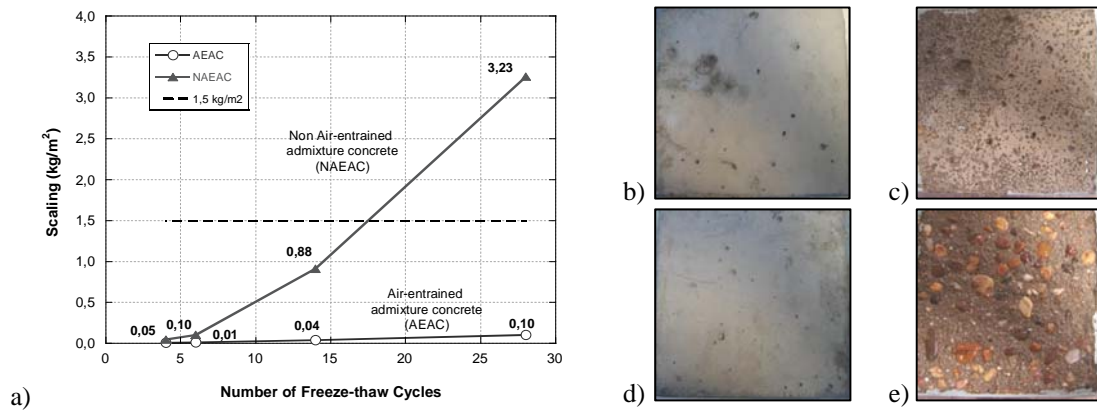 4,0
3,5
3,0
2,5
2,0
1,5
1,0
0,5
0,0
Scaling (kg/m²)
AEAC
NAEAC
1,5 kg/m2
3,23
Non Air-entrained
admixture concrete
(NAEAC)
0,88
Air-entrained
admixture concrete
(AEAC)
0,05
0,10
0,01
0,04
0,10
0
5
10
15
20
25
30
Number of Freeze-thaw Cycles
a)
b)
c)
d)
e)